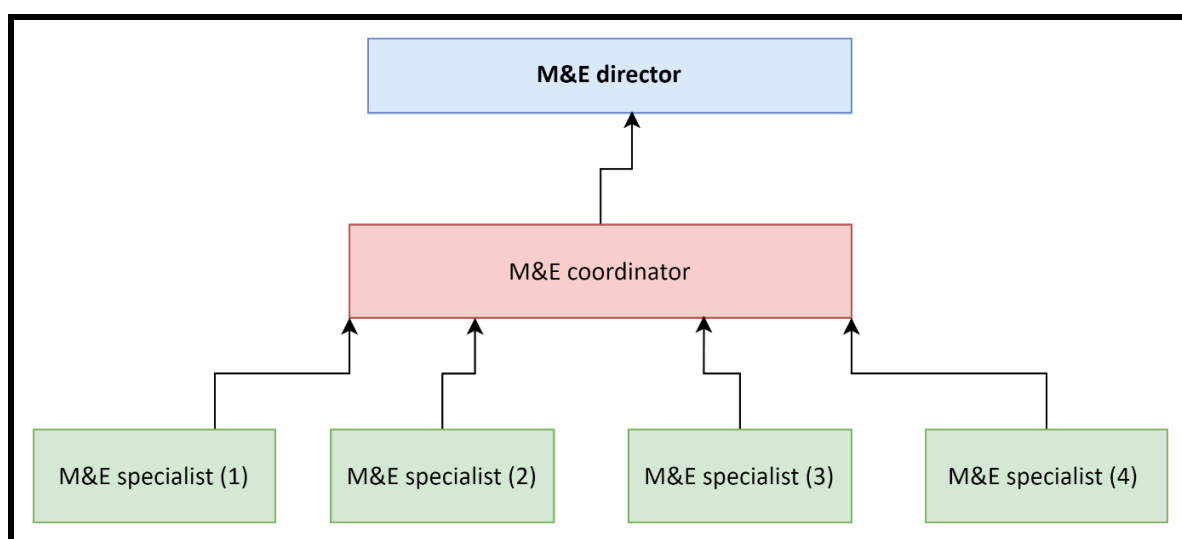 M&E director
M&E coordinator
M&E specialist (1)
M&E specialist (2)
M&E specialist (3)
M&E specialist (4)